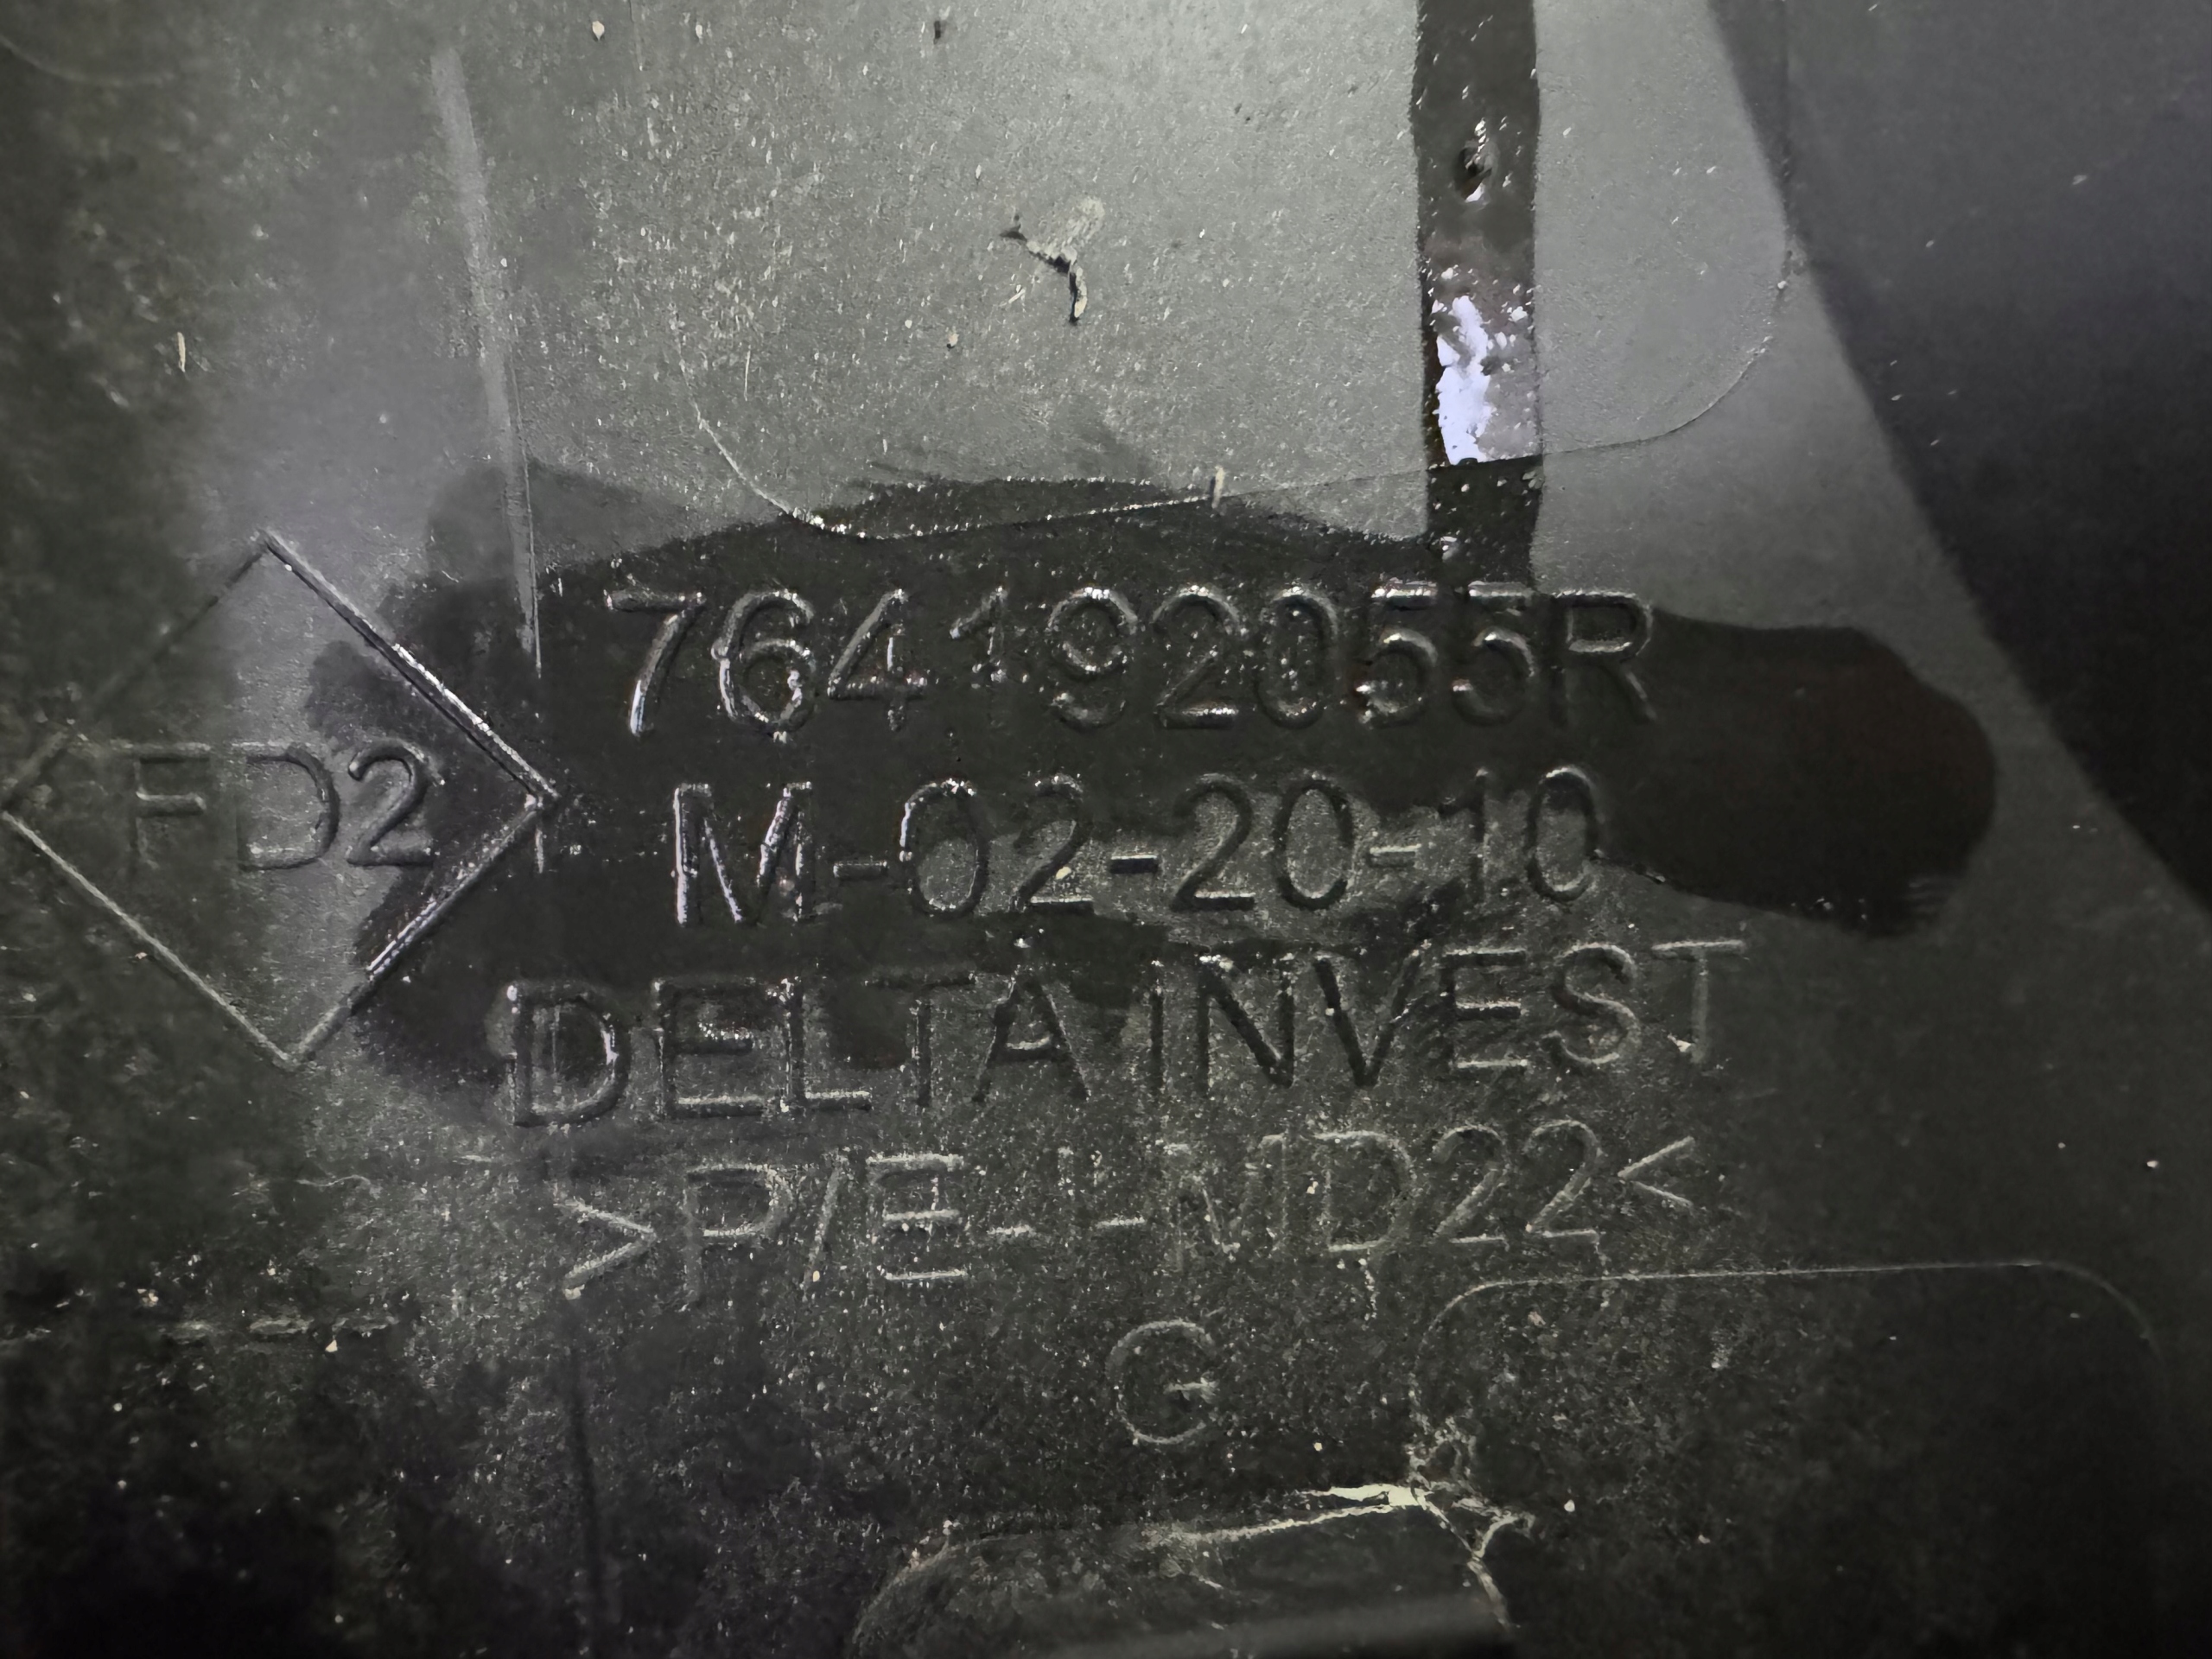 764192055R
FD2
M-02-20-10
DELTA INVEST
>P/E-I-MD22<
G